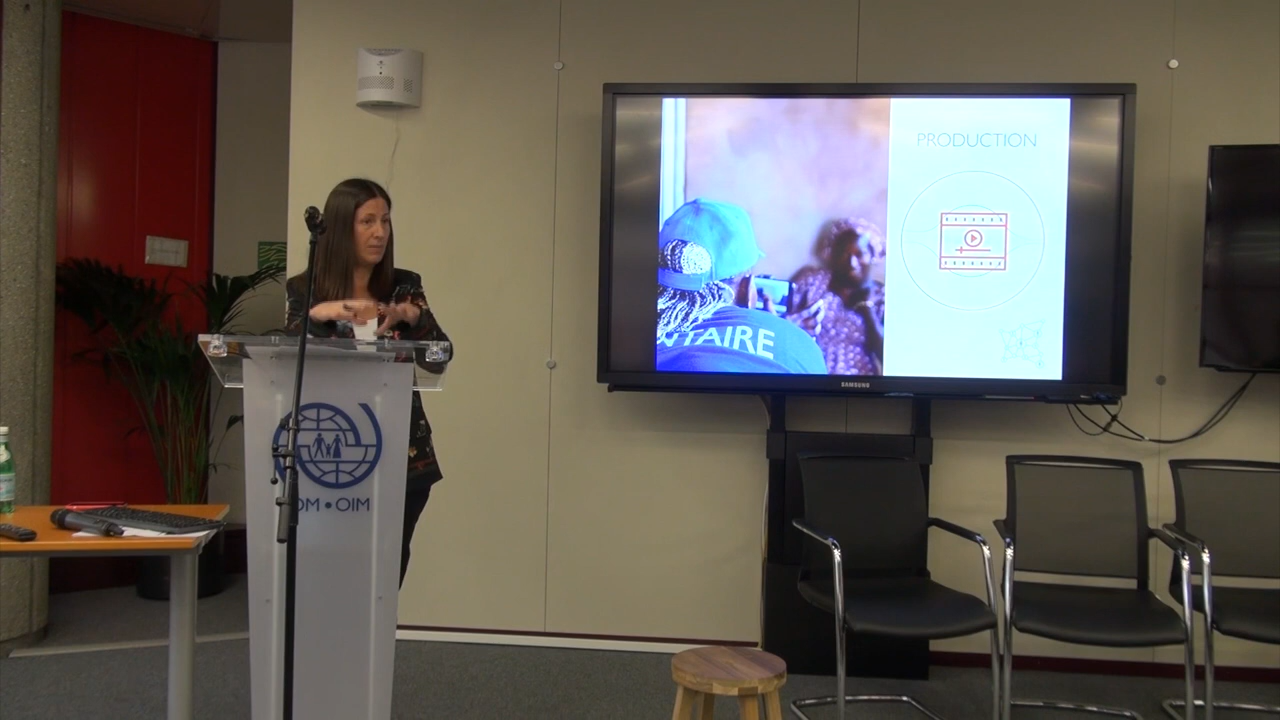 PRODUCTION
NTAIRE
SAMSUNG
OM • OIM